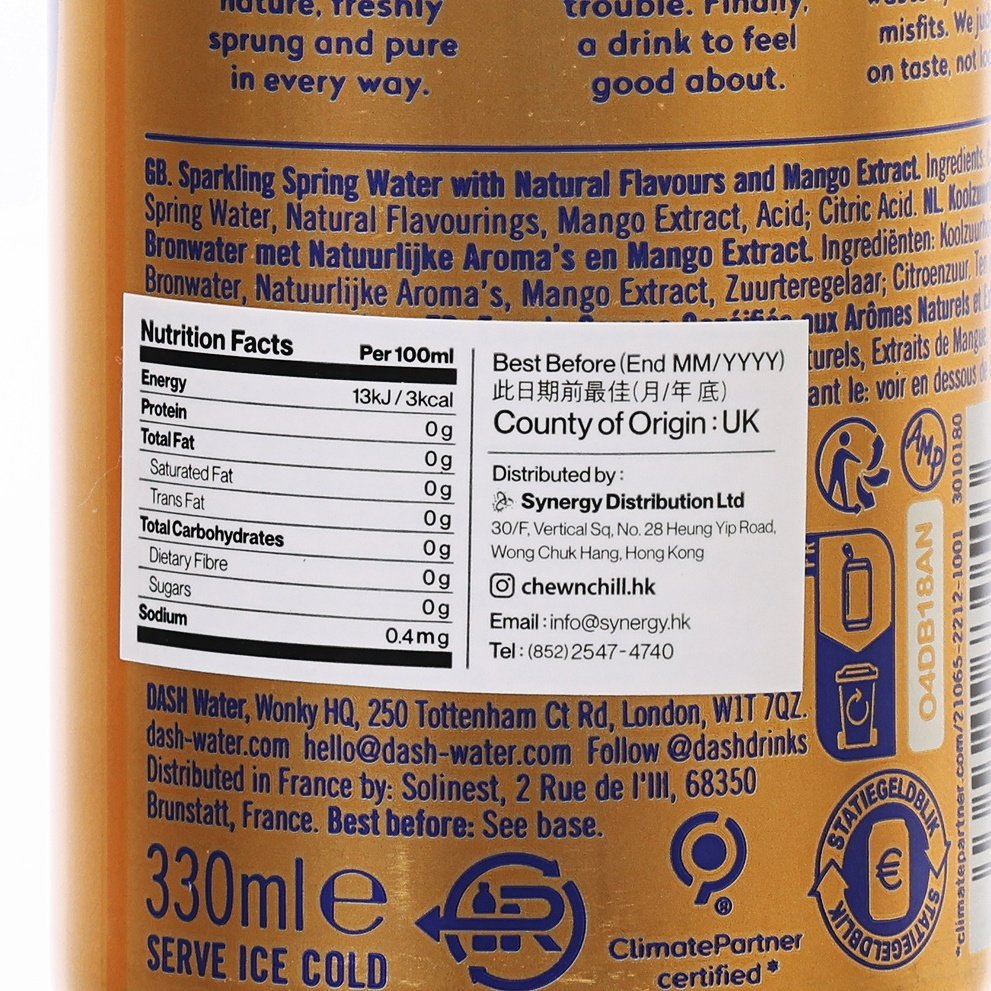 nature, freshly
sprung and pure
in every way.
trouble. Finally,
a drink to feel
good about.
misfits. We
on taste, not
GB. Sparkling Spring Water with Natural Flavours and Mango Extract. Ingredients:
Spring Water, Natural Flavourings, Mango Extract, Acid; Citric Acid. NL
Bronwater met Natuurlijke Aroma's en Mango Extract. Ingrediënten:
Bronwater, Natuurlijke Aroma's, Mango Extract, Zuurteregelaar; Citroenzuur.
aux Arômes Naturels et
Extraits de Mangue
le: voir en dessous de
Nutrition Facts Per 100ml
Energy 13kJ / 3kcal
Protein 0g
Total Fat 0g
Saturated Fat 0g
Trans Fat 0g
Total Carbohydrates 0g
Dietary Fibre 0g
Sugars 0g
Sodium 0.4mg
Best Before (End MM/YYYY)
此日期前最佳(月/年 底)
County of Origin : UK
Distributed by :
Synergy Distribution Ltd
30/F, Vertical Sq, No. 28 Heung Yip Road,
Wong Chuk Hang, Hong Kong
chewnchill.hk
Email : info@synergy.hk
Tel : (852) 2547-4740
AMP
FR
04DB18AN
*climatepartner.com/21065-2212-1001 3010180
DASH Water, Wonky HQ, 250 Tottenham Ct Rd, London, W1T 7QZ.
dash-water.com hello@dash-water.com Follow @dashdrinks
Distributed in France by: Solinest, 2 Rue de l'Ill, 68350
Brunstatt, France. Best before: See base.
330ml e
SERVE ICE COLD
R
ClimatePartner
certified*
STATIEGELDBLIK
€
STATIEGELDBLIK